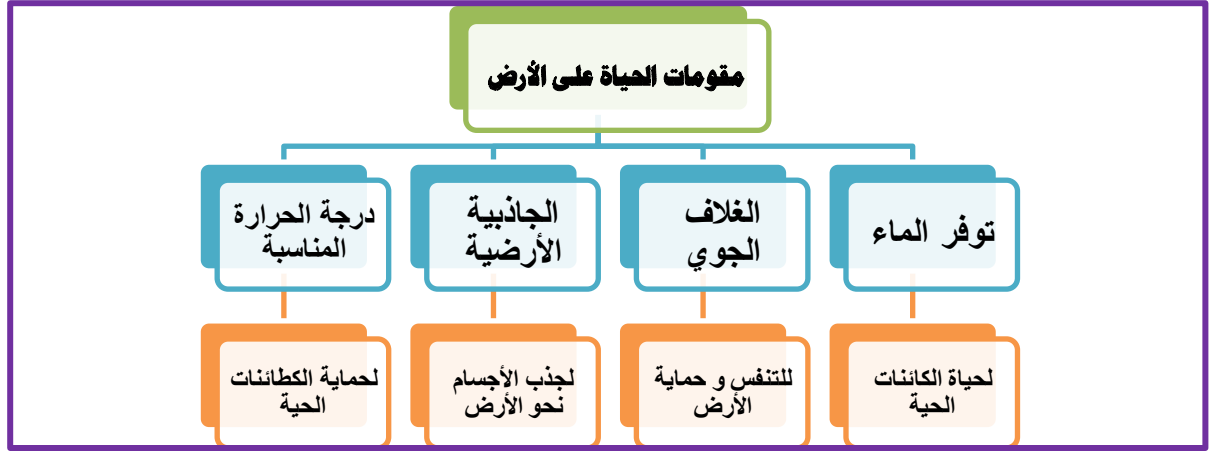 مقومات الحياة على الأرض
توفر الماء
الغلاف
الجوي
الجاذبية
الأرضية
درجة الحرارة
المناسبة
لحياة الكائنات
الحية
للتنفس و حماية
الأرض
لجذب الأجسام
نحو الأرض
لحماية الكطائنات
الحية